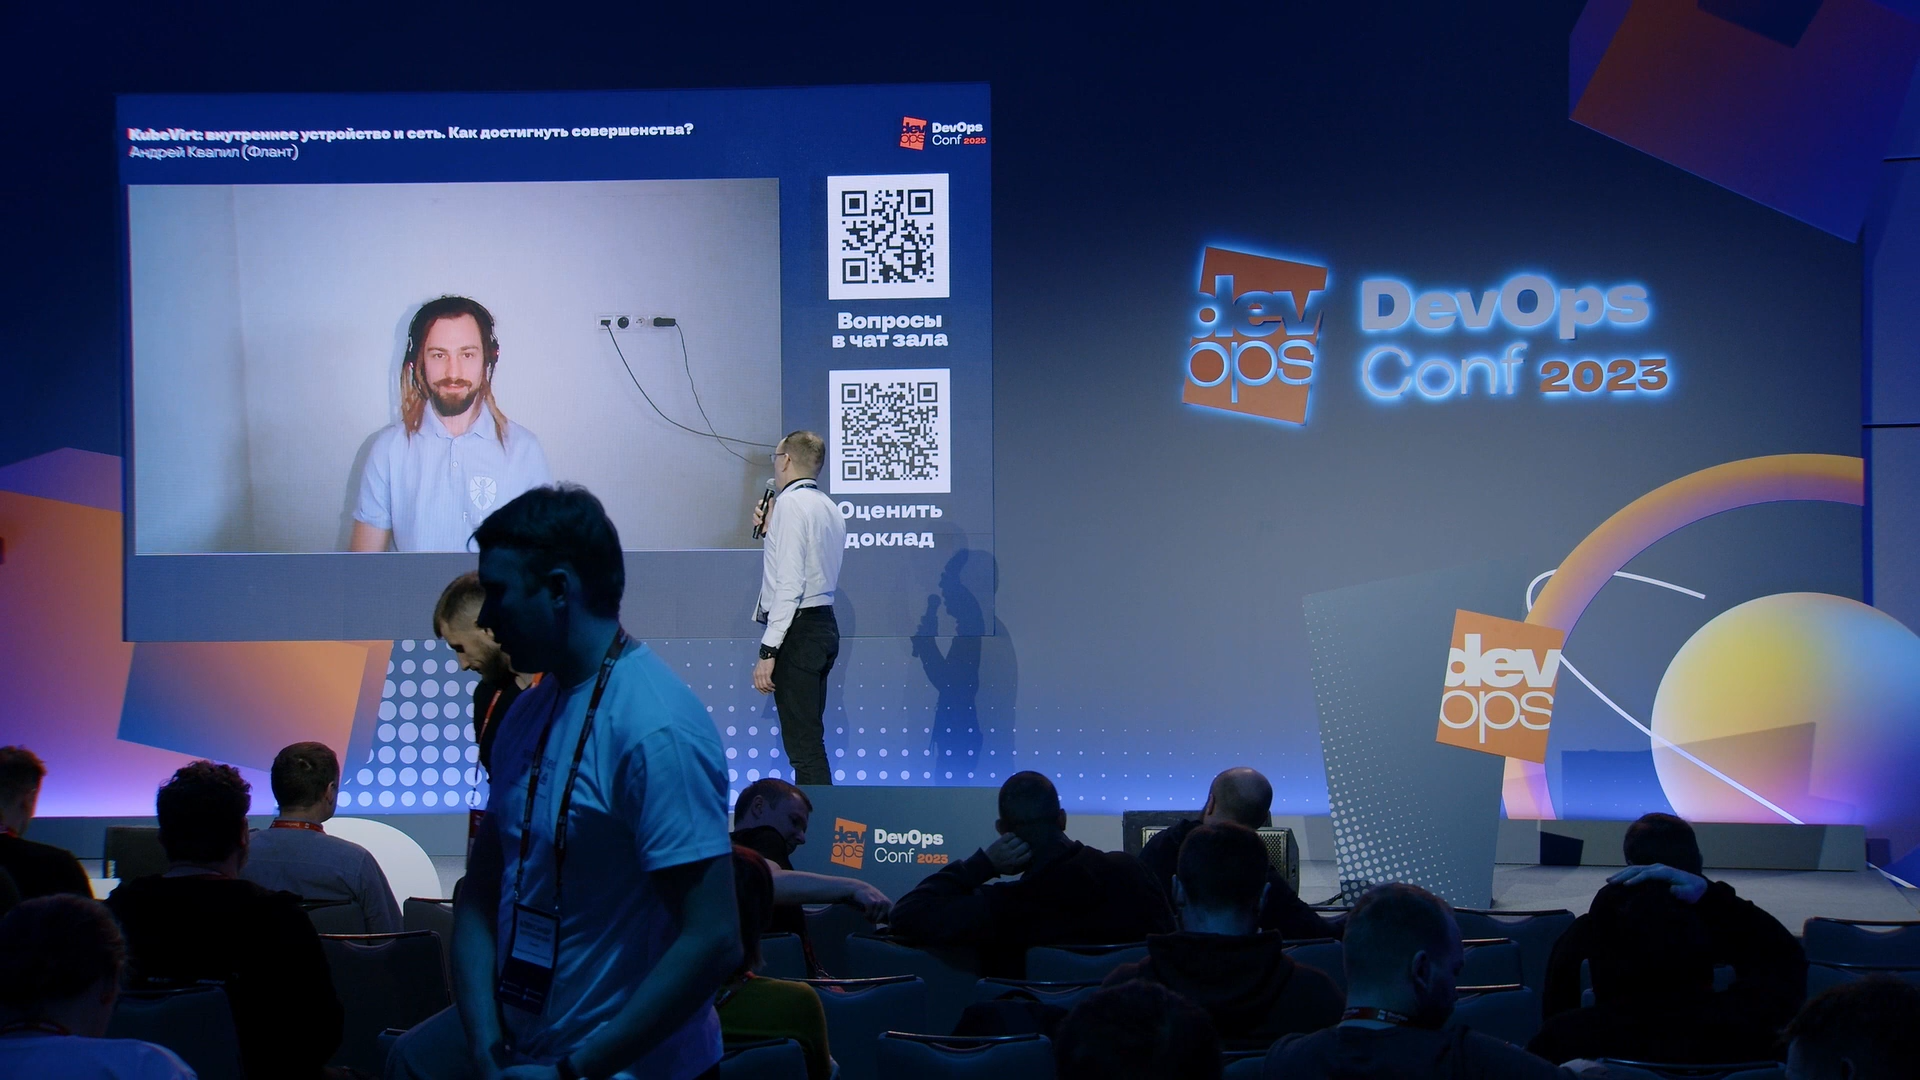 KubeVirt: внутреннее устройство и сеть. Как достигнуть совершенства?
Андрей Квапил (Флант)
dev
ops
DevOps
Conf 2023
Вопросы
в чат зала
Оценить
доклад
dev
ops
DevOps
Conf 2023
dev
ops
dev
ops
DevOps
Conf 2023